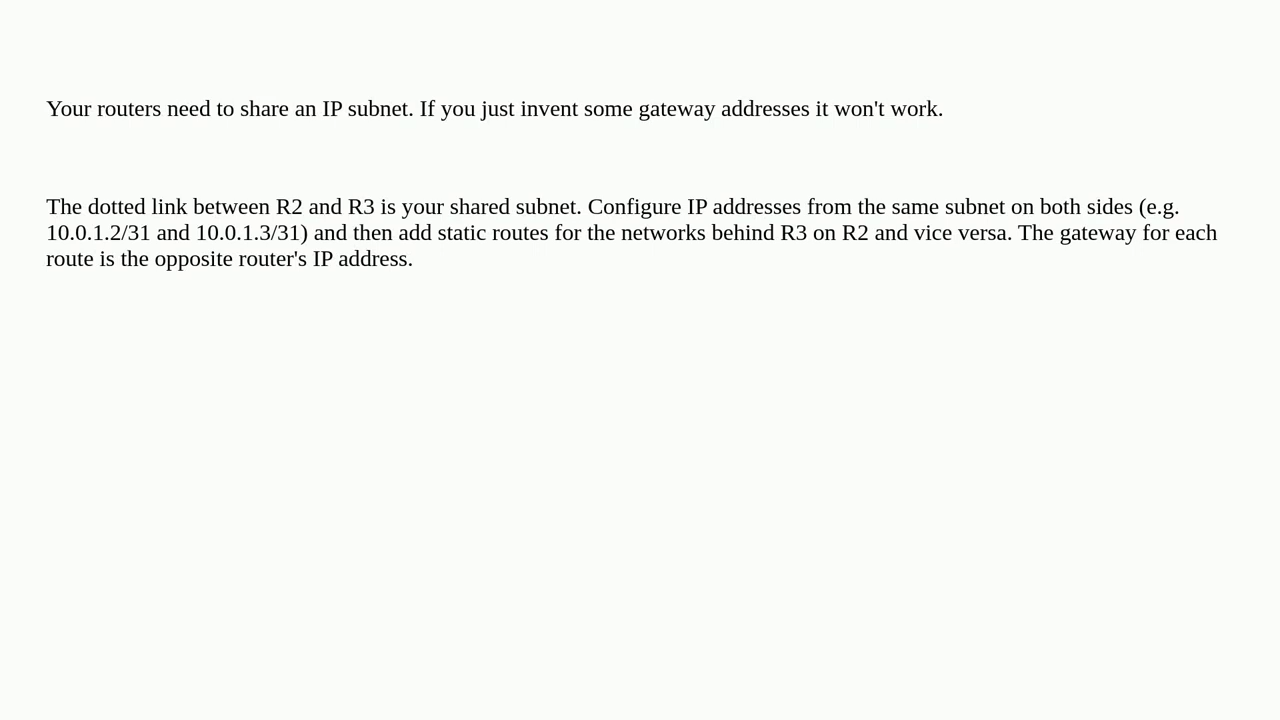 Your routers need to share an IP subnet. If you just invent some gateway addresses it won't work.
The dotted link between R2 and R3 is your shared subnet. Configure IP addresses from the same subnet on both sides (e.g.
10.0.1.2/31 and 10.0.1.3/31) and then add static routes for the networks behind R3 on R2 and vice versa. The gateway for each
route is the opposite router's IP address.